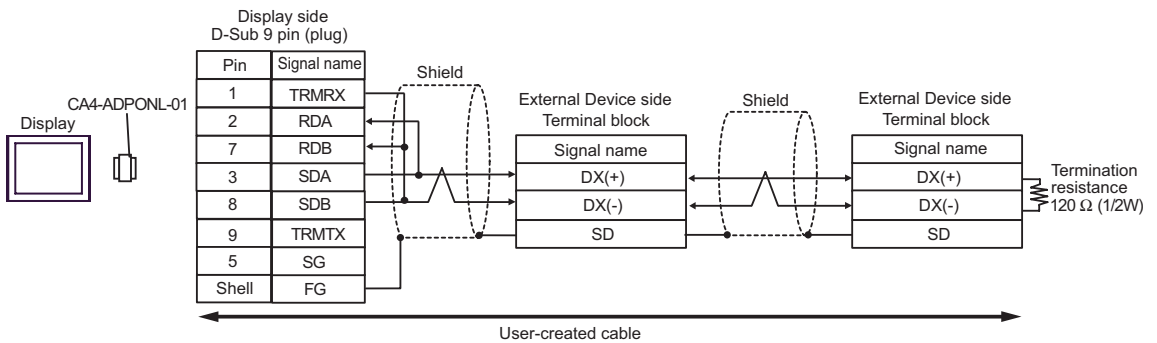 Display side
D-Sub 9 pin (plug)
Pin Signal name
1 TRMRX
2 RDA
7 RDB
3 SDA
8 SDB
9 TRMTX
5 SG
Shell FG
CA4-ADPONL-01
Display
Shield
External Device side
Terminal block
Signal name
DX(+)
DX(-)
SD
Shield
External Device side
Terminal block
Signal name
DX(+)
DX(-)
SD
Termination
resistance
120 Ω (1/2W)
User-created cable